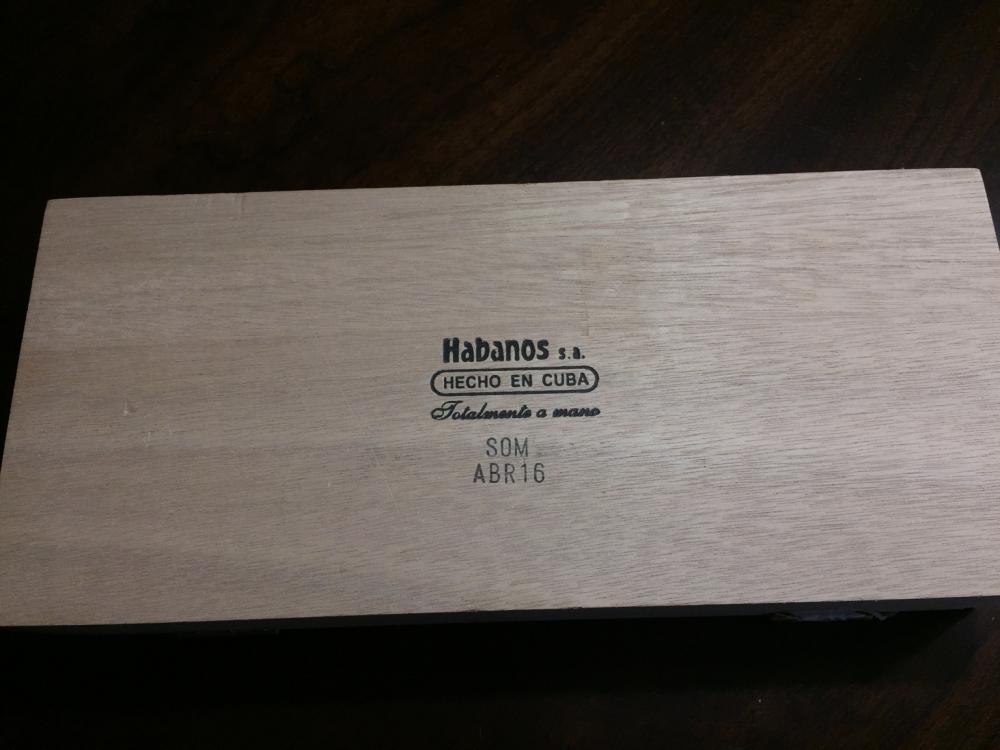 Habanos s.a.
HECHO EN CUBA
Totalmente a mano
SOM
ABR16